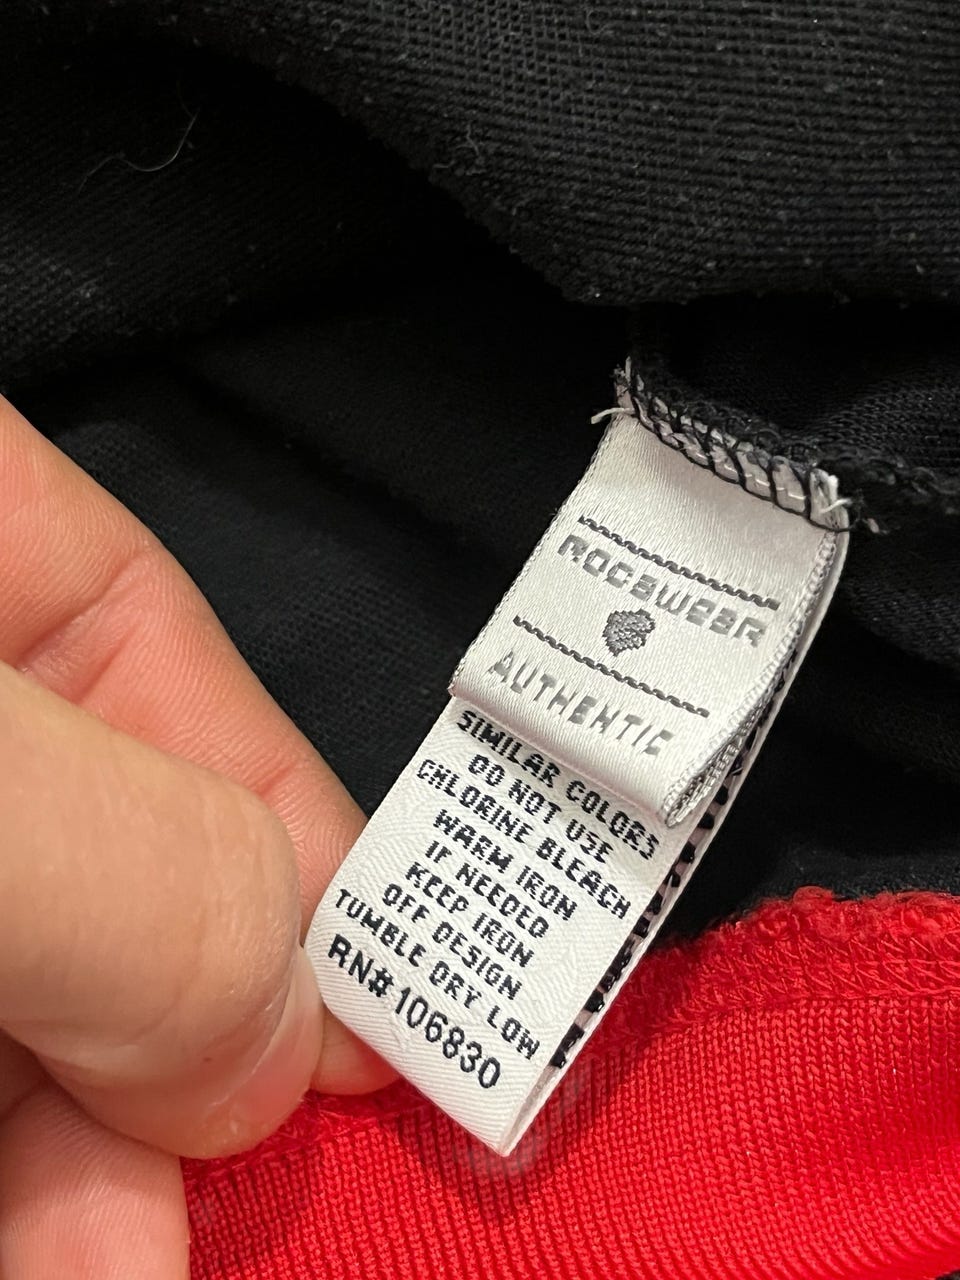 ROCAWEAR
AUTHENTIC
SIMILAR COLORS
DO NOT USE
CHLORINE BLEACH
WARM IRON
IF NEEDED
KEEP IRON
OFF DESIGN
TUMBLE DRY LOW
RN# 106830